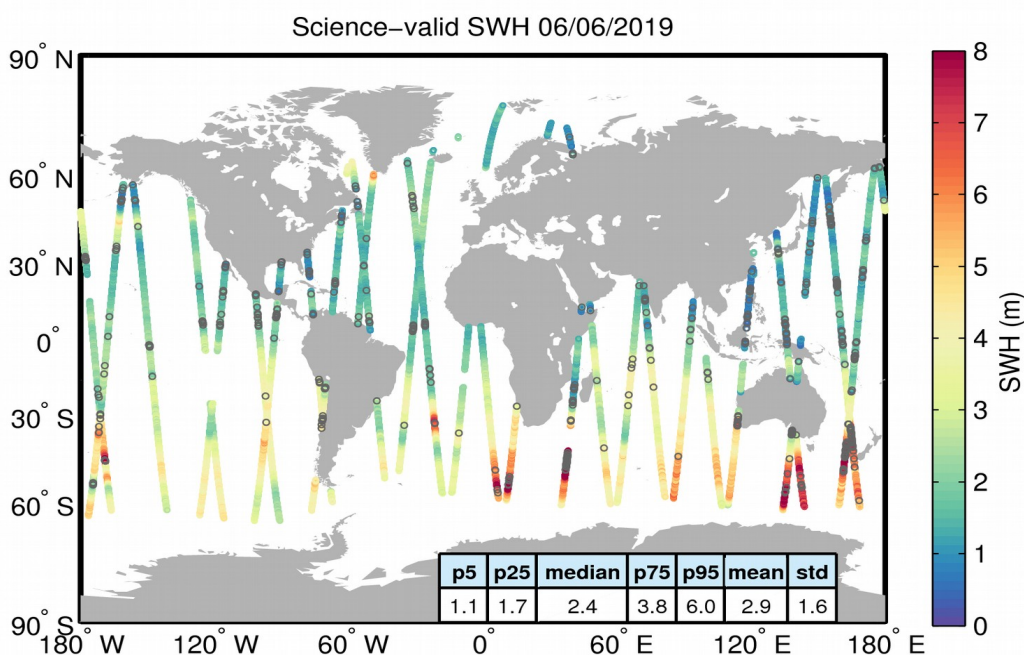 Science−valid SWH 06/06/2019
90° N
60° N
30° N
0°
30° S
60° S
90° S
180° W
120° W
60° W
0°
60° E
120° E
180° E
p5 p25 median p75 p95 mean std
1.1 1.7 2.4 3.8 6.0 2.9 1.6
8
7
6
5
4
3
2
1
0
SWH (m)